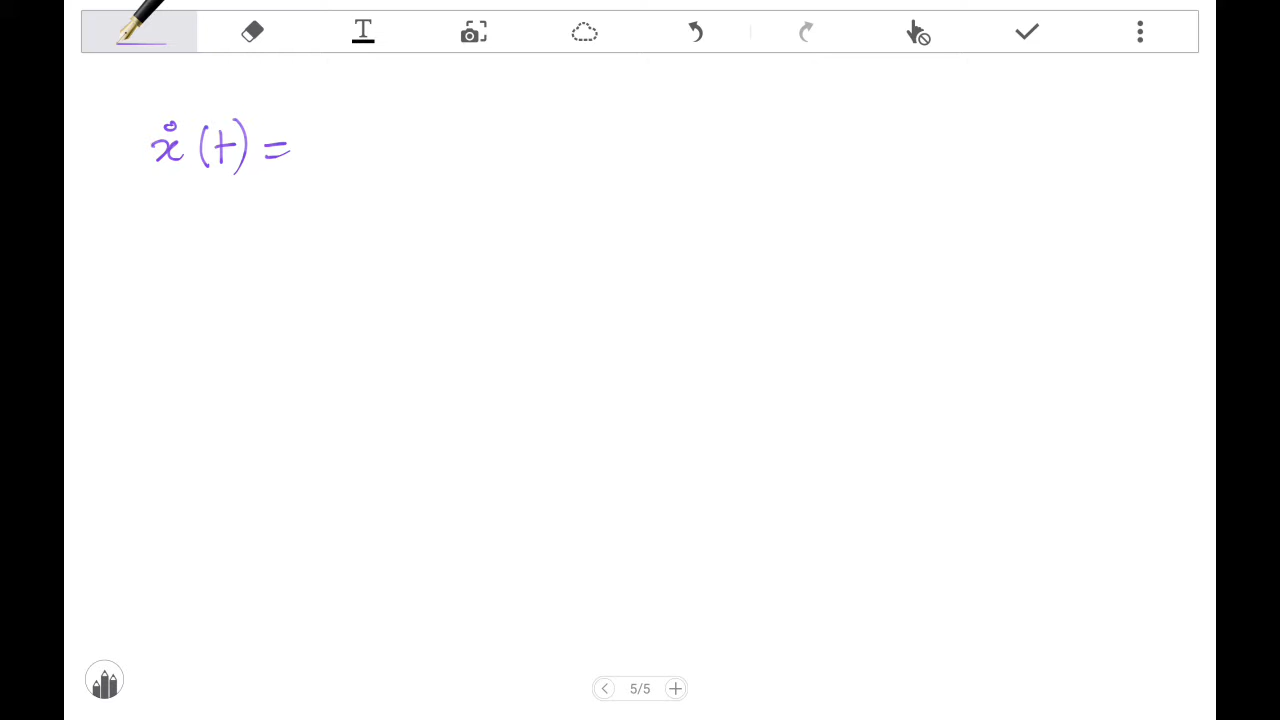 T
ẋ(t) =
5/5